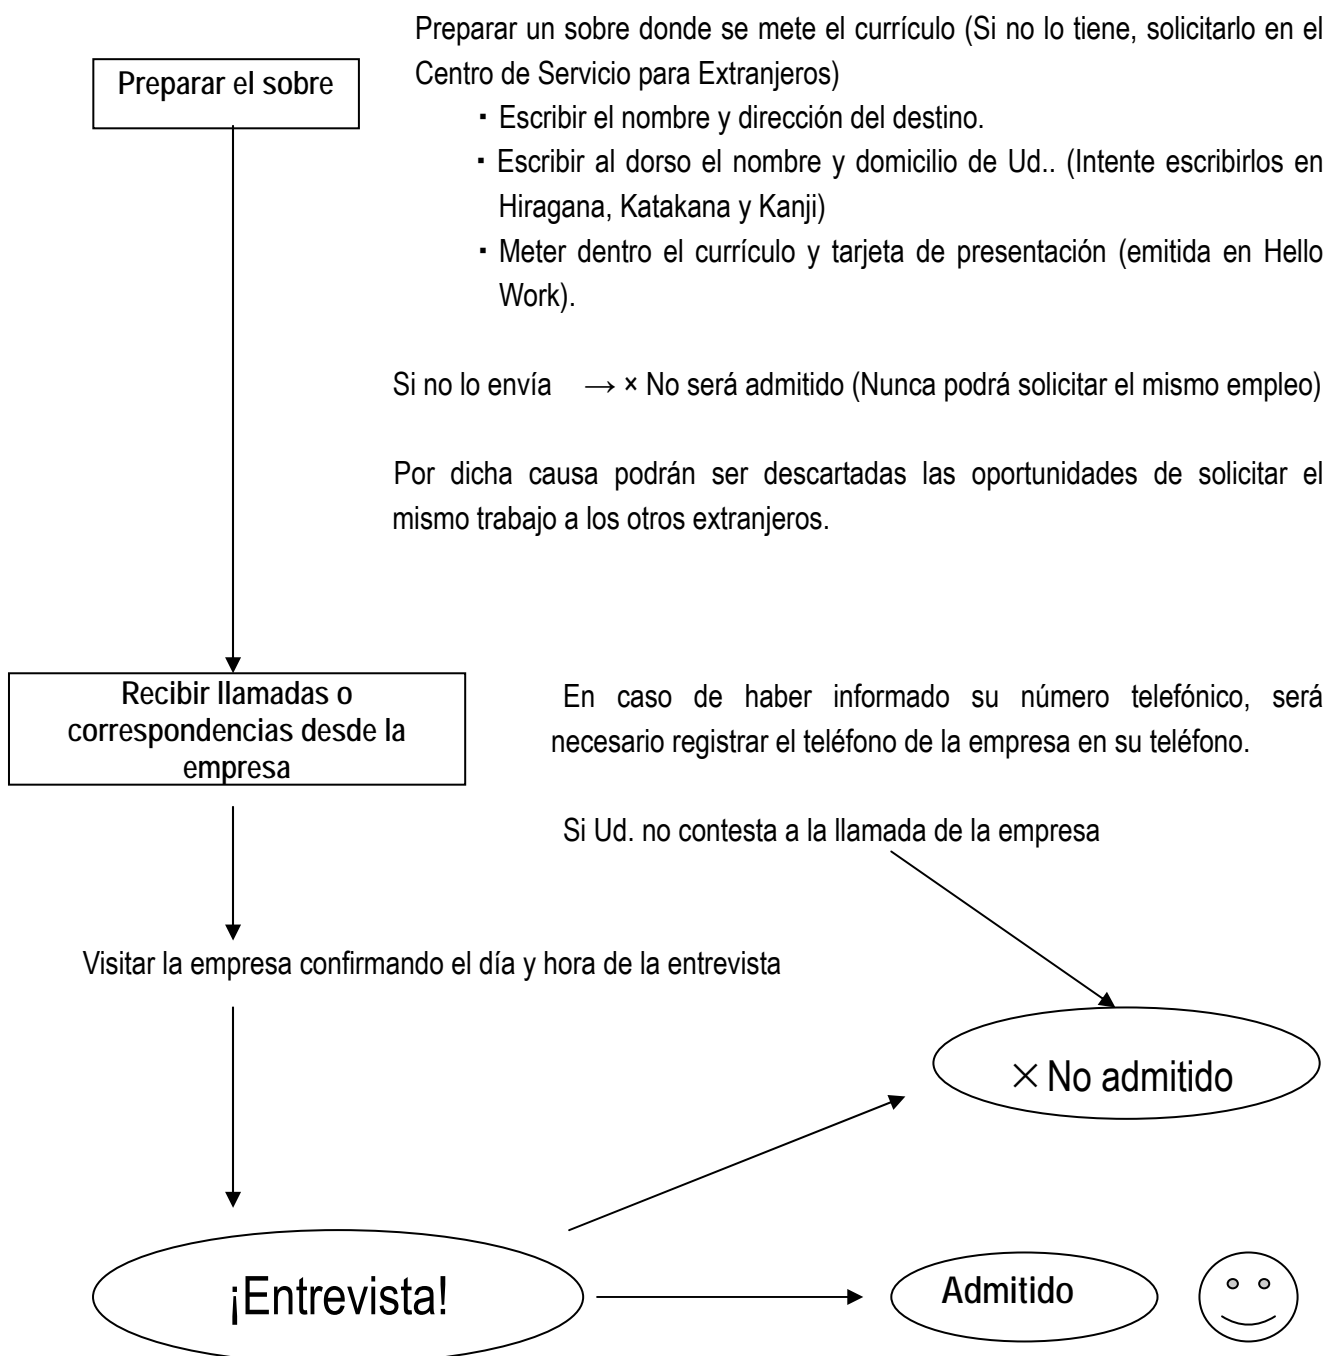 Preparar un sobre donde se mete el currículo (Si no lo tiene, solicitarlo en el
Centro de Servicio para Extranjeros)
Preparar el sobre
・Escribir el nombre y dirección del destino.
・Escribir al dorso el nombre y domicilio de Ud.. (Intente escribirlos en
Hiragana, Katakana y Kanji)
・Meter dentro el currículo y tarjeta de presentación (emitida en Hello
Work).
Si no lo envía → × No será admitido (Nunca podrá solicitar el mismo empleo)
Por dicha causa podrán ser descartadas las oportunidades de solicitar el
mismo trabajo a los otros extranjeros.
Recibir llamadas o
correspondencias desde la
empresa
En caso de haber informado su número telefónico, será
necesario registrar el teléfono de la empresa en su teléfono.
Si Ud. no contesta a la llamada de la empresa
Visitar la empresa confirmando el día y hora de la entrevista
× No admitido
¡Entrevista!
Admitido